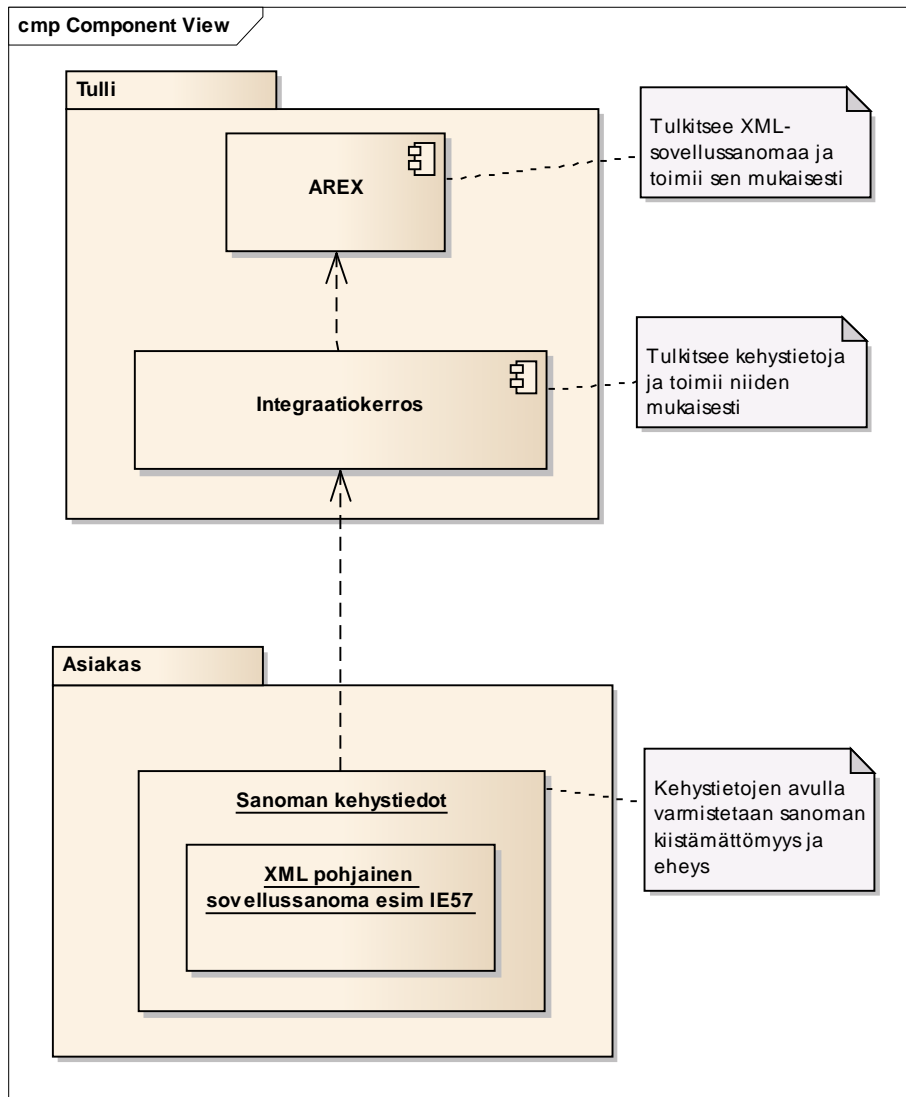 cmp Component View
Tulli
AREX
Tulkitsee XML-
sovellussanomaa ja
toimii sen mukaisesti
Integraatiokerros
Tulkitsee kehystietoja
ja toimii niiden
mukaisesti
Asiakas
Sanoman kehystiedot
XML pohjainen
sovellussanoma esim IE57
Kehystietojen avulla
varmistetaan sanoman
kiistämättömyys ja
eheys